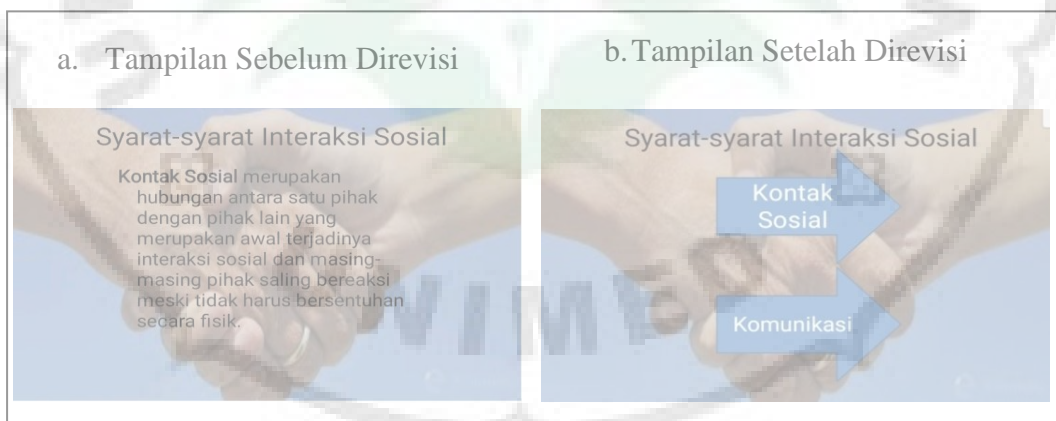 a. Tampilan Sebelum Direvisi
Syarat-syarat Interaksi Sosial
Kontak Sosial merupakan
hubungan antara satu pihak
dengan pihak lain yang
merupakan awal terjadinya
interaksi sosial dan masing-
masing pihak saling bereaksi
meski tidak harus bersentuhan
secara fisik.
b. Tampilan Setelah Direvisi
Syarat-syarat Interaksi Sosial
Kontak
Sosial
Komunikasi